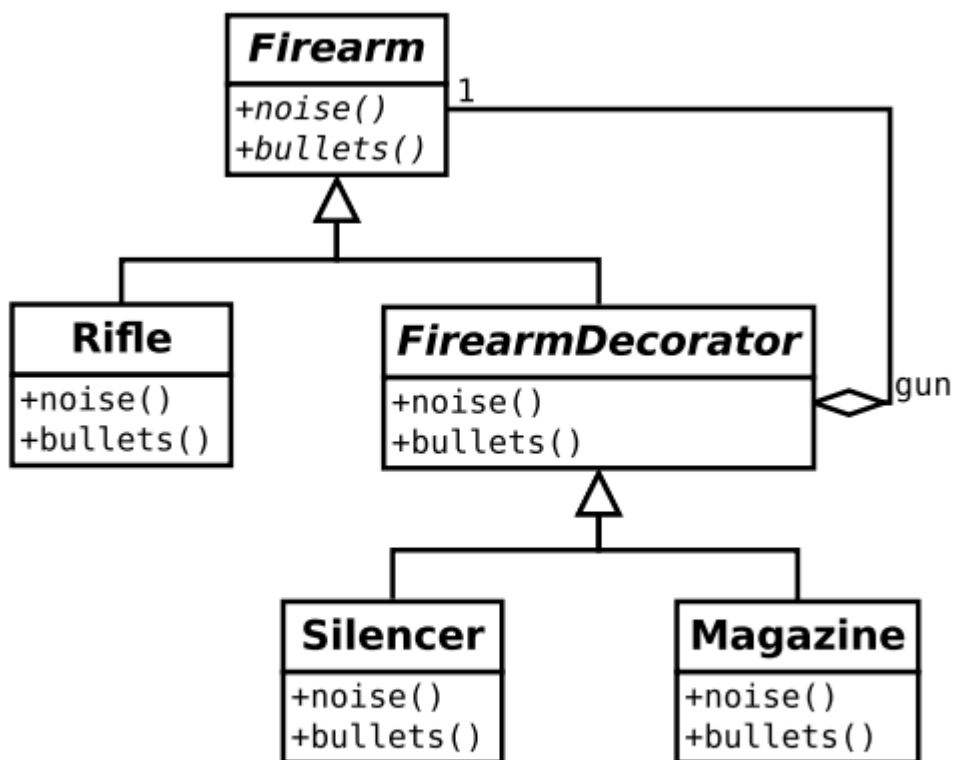 Firearm
+noise()
+bullets()
1
Rifle
+noise()
+bullets()
FirearmDecorator
+noise()
+bullets()
gun
Silencer
+noise()
+bullets()
Magazine
+noise()
+bullets()